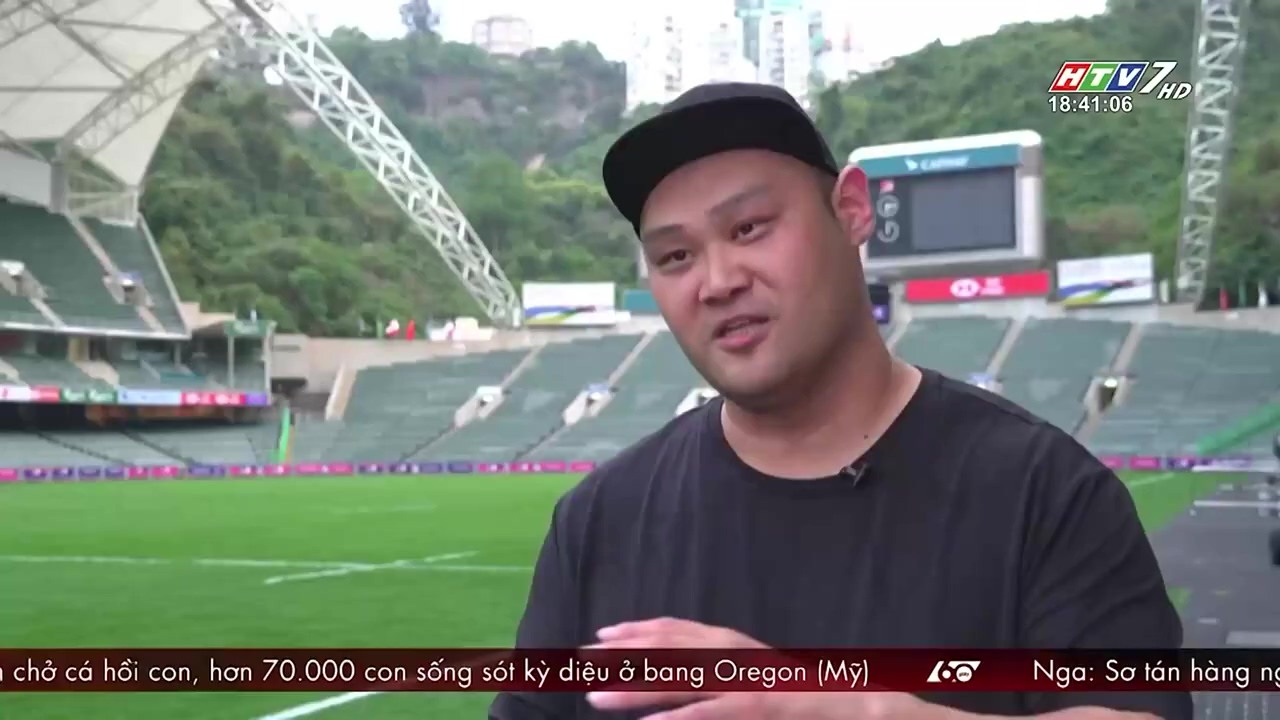 HTV7 HD
18:41:06
CATHAY
chở cá hồi con, hơn 70.000 con sống sót kỳ diệu ở bang Oregon (Mỹ) 60 Nga: Sơ tán hàng